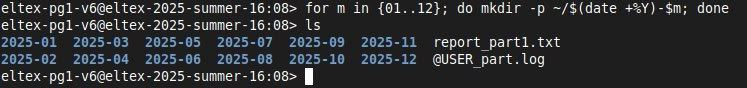 eltex-pg1-v6@eltex-2025-summer-16:08> for m in {01..12}; do mkdir -p ~/$(date +%Y)-$m; done
eltex-pg1-v6@eltex-2025-summer-16:08> ls
2025-01  2025-03  2025-05  2025-07  2025-09  2025-11  report_part1.txt
2025-02  2025-04  2025-06  2025-08  2025-10  2025-12  @USER_part.log
eltex-pg1-v6@eltex-2025-summer-16:08>